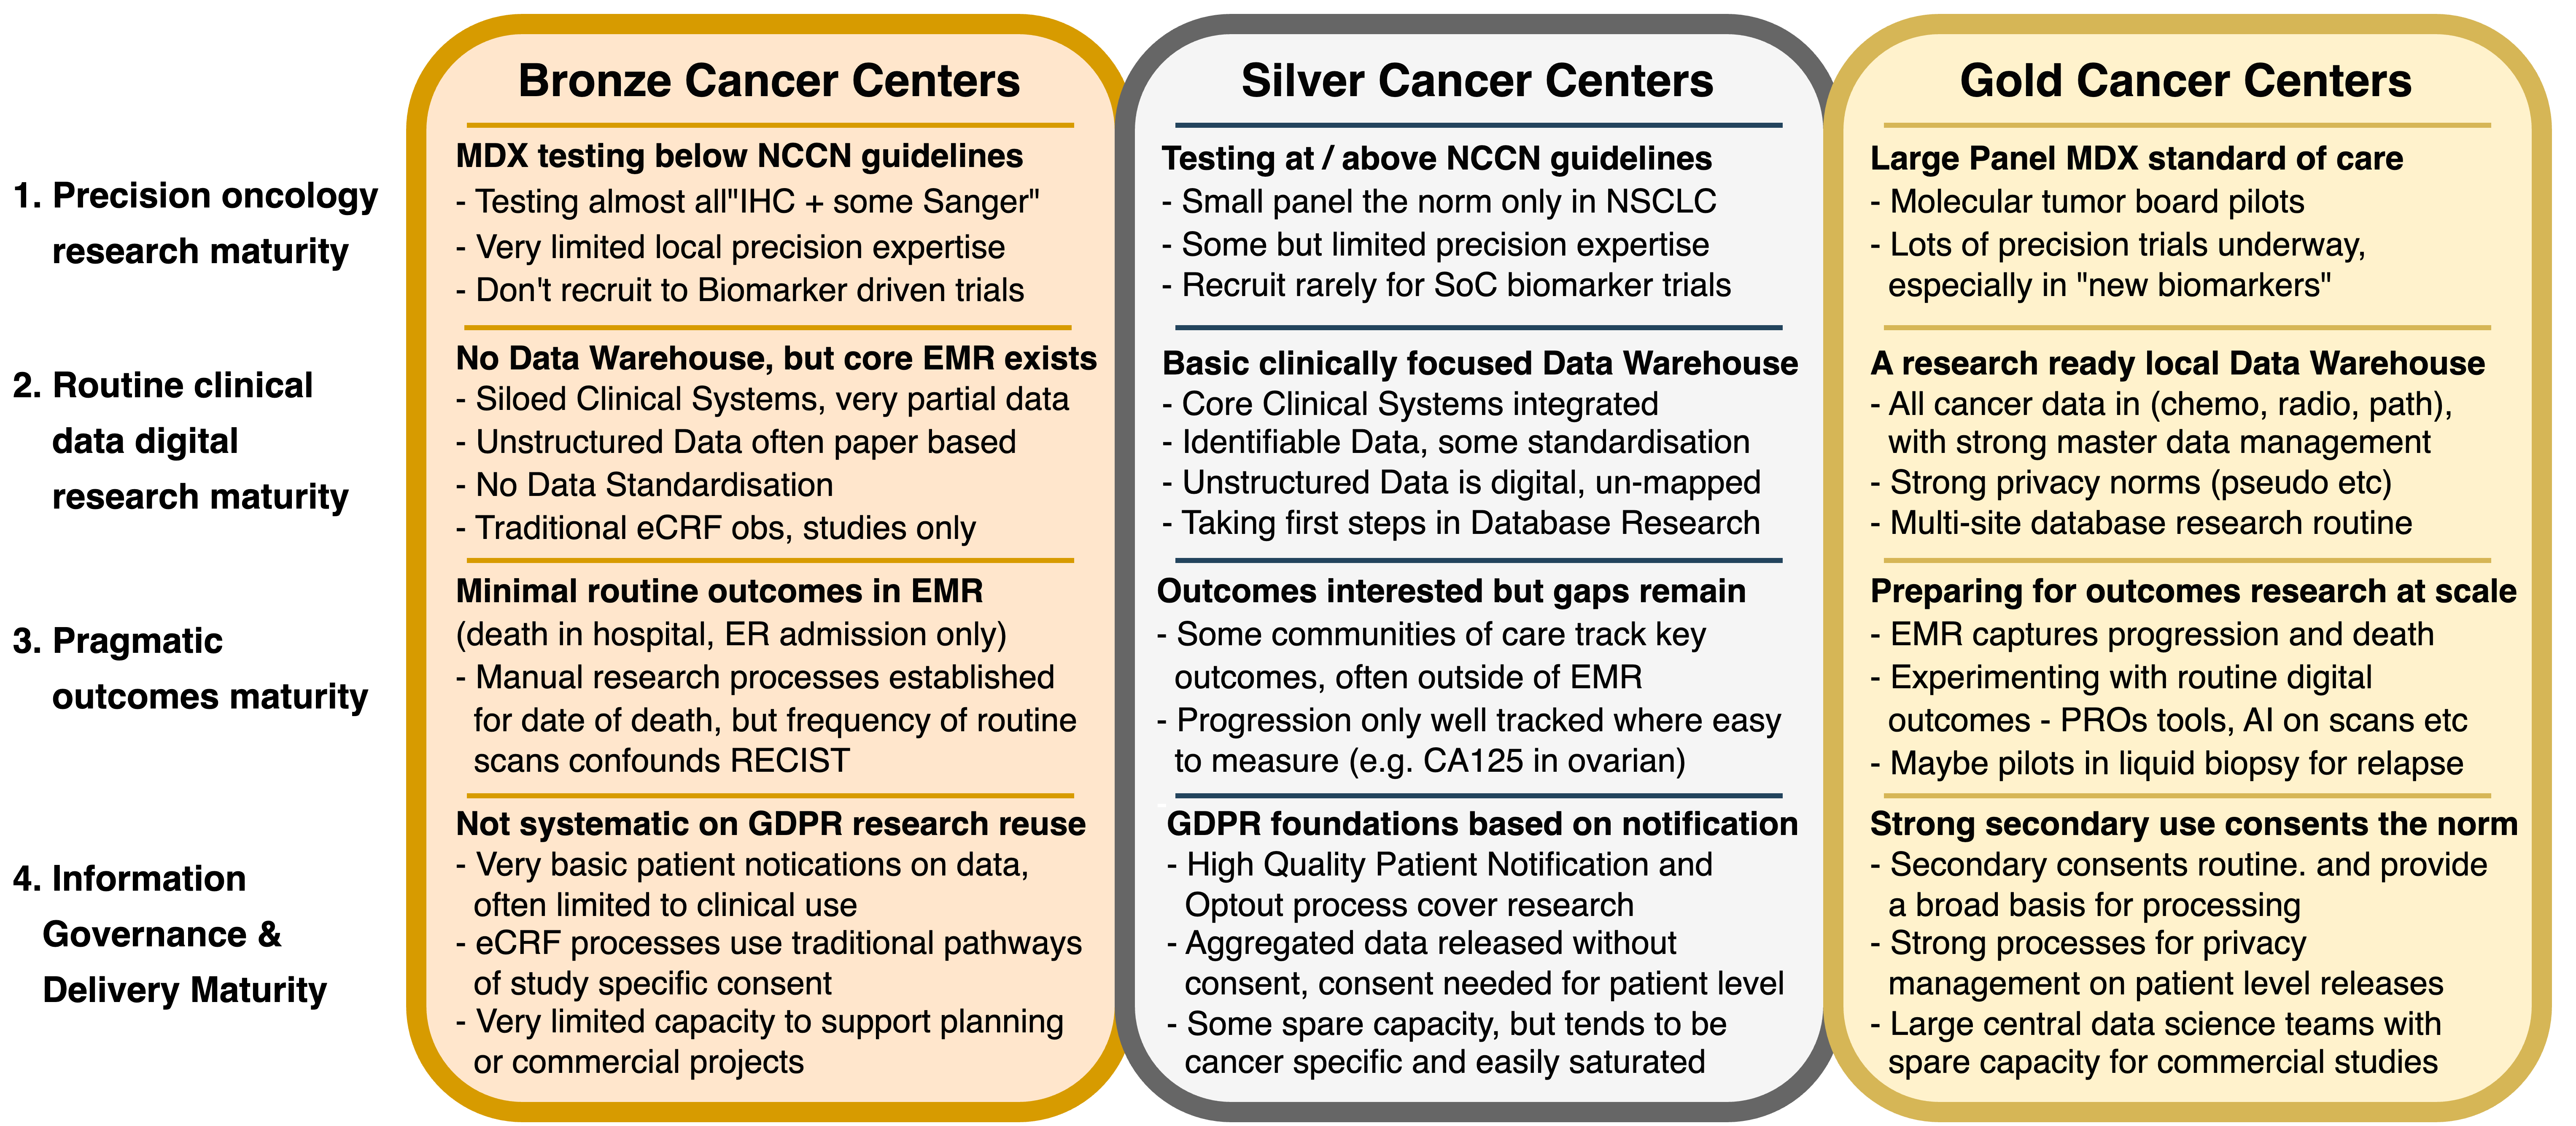 Bronze Cancer Centers
Silver Cancer Centers
Gold Cancer Centers
1. Precision oncology
research maturity
MDX testing below NCCN guidelines
- Testing almost all"IHC + some Sanger"
- Very limited local precision expertise
- Don't recruit to Biomarker driven trials
Testing at / above NCCN guidelines
- Small panel the norm only in NSCLC
- Some but limited precision expertise
- Recruit rarely for SoC biomarker trials
Large Panel MDX standard of care
- Molecular tumor board pilots
- Lots of precision trials underway,
especially in "new biomarkers"
2. Routine clinical
data digital
research maturity
No Data Warehouse, but core EMR exists
- Siloed Clinical Systems, very partial data
- Unstructured Data often paper based
- No Data Standardisation
- Traditional eCRF obs, studies only
Basic clinically focused Data Warehouse
- Core Clinical Systems integrated
- Identifiable Data, some standardisation
- Unstructured Data is digital, un-mapped
- Taking first steps in Database Research
A research ready local Data Warehouse
- All cancer data in (chemo, radio, path),
with strong master data management
- Strong privacy norms (pseudo etc)
- Multi-site database research routine
3. Pragmatic
outcomes maturity
Minimal routine outcomes in EMR
(death in hospital, ER admission only)
- Manual research processes established
for date of death, but frequency of routine
scans confounds RECIST
Outcomes interested but gaps remain
- Some communities of care track key
outcomes, often outside of EMR
- Progression only well tracked where easy
to measure (e.g. CA125 in ovarian)
Preparing for outcomes research at scale
- EMR captures progression and death
- Experimenting with routine digital
outcomes - PROs tools, AI on scans etc
- Maybe pilots in liquid biopsy for relapse
4. Information
Governance &
Delivery Maturity
Not systematic on GDPR research reuse
- Very basic patient notications on data,
often limited to clinical use
- eCRF processes use traditional pathways
of study specific consent
- Very limited capacity to support planning
or commercial projects
GDPR foundations based on notification
- High Quality Patient Notification and
Optout process cover research
- Aggregated data released without
consent, consent needed for patient level
- Some spare capacity, but tends to be
cancer specific and easily saturated
Strong secondary use consents the norm
- Secondary consents routine. and provide
a broad basis for processing
- Strong processes for privacy
management on patient level releases
- Large central data science teams with
spare capacity for commercial studies